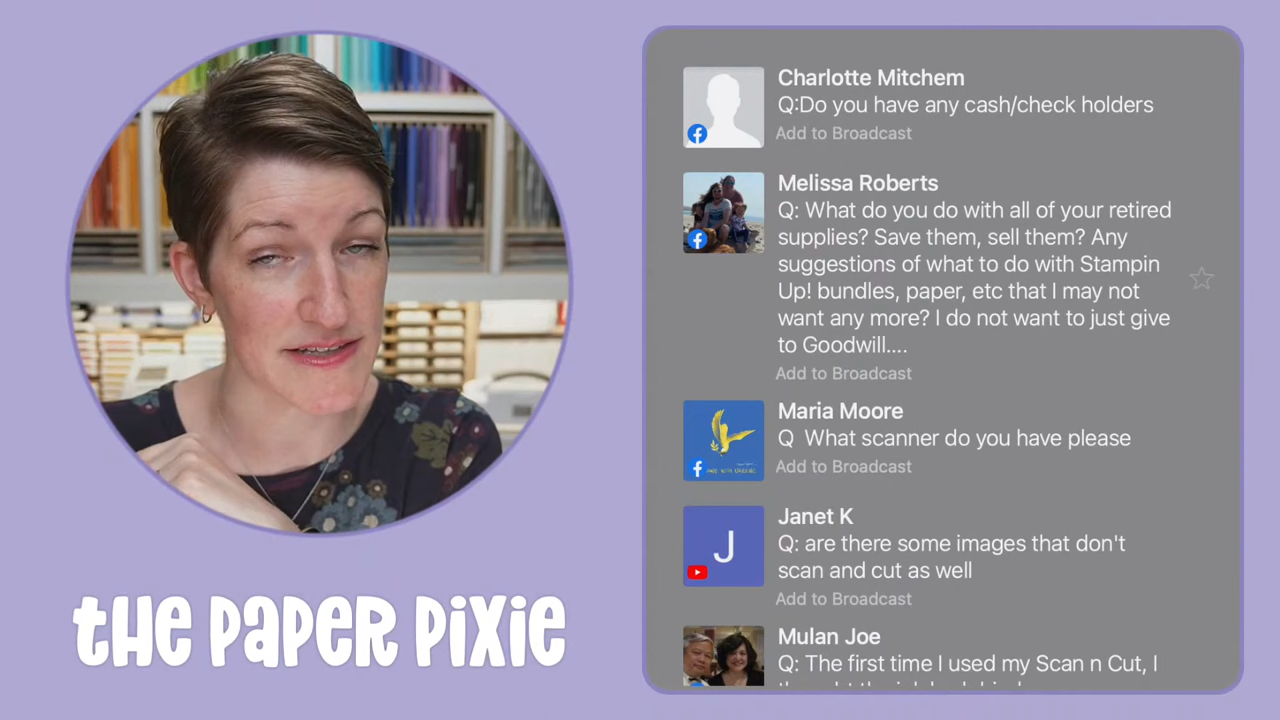 the paper pixie
Charlotte Mitchem
Q:Do you have any cash/check holders
Add to Broadcast
Melissa Roberts
Q: What do you do with all of your retired
supplies? Save them, sell them? Any
suggestions of what to do with Stampin
Up! bundles, paper, etc that I may not
want any more? I do not want to just give
to Goodwill....
Add to Broadcast
Maria Moore
Q What scanner do you have please
Add to Broadcast
J
Janet K
Q: are there some images that don't
scan and cut as well
Add to Broadcast
Mulan Joe
Q: The first time I used my Scan n Cut, I